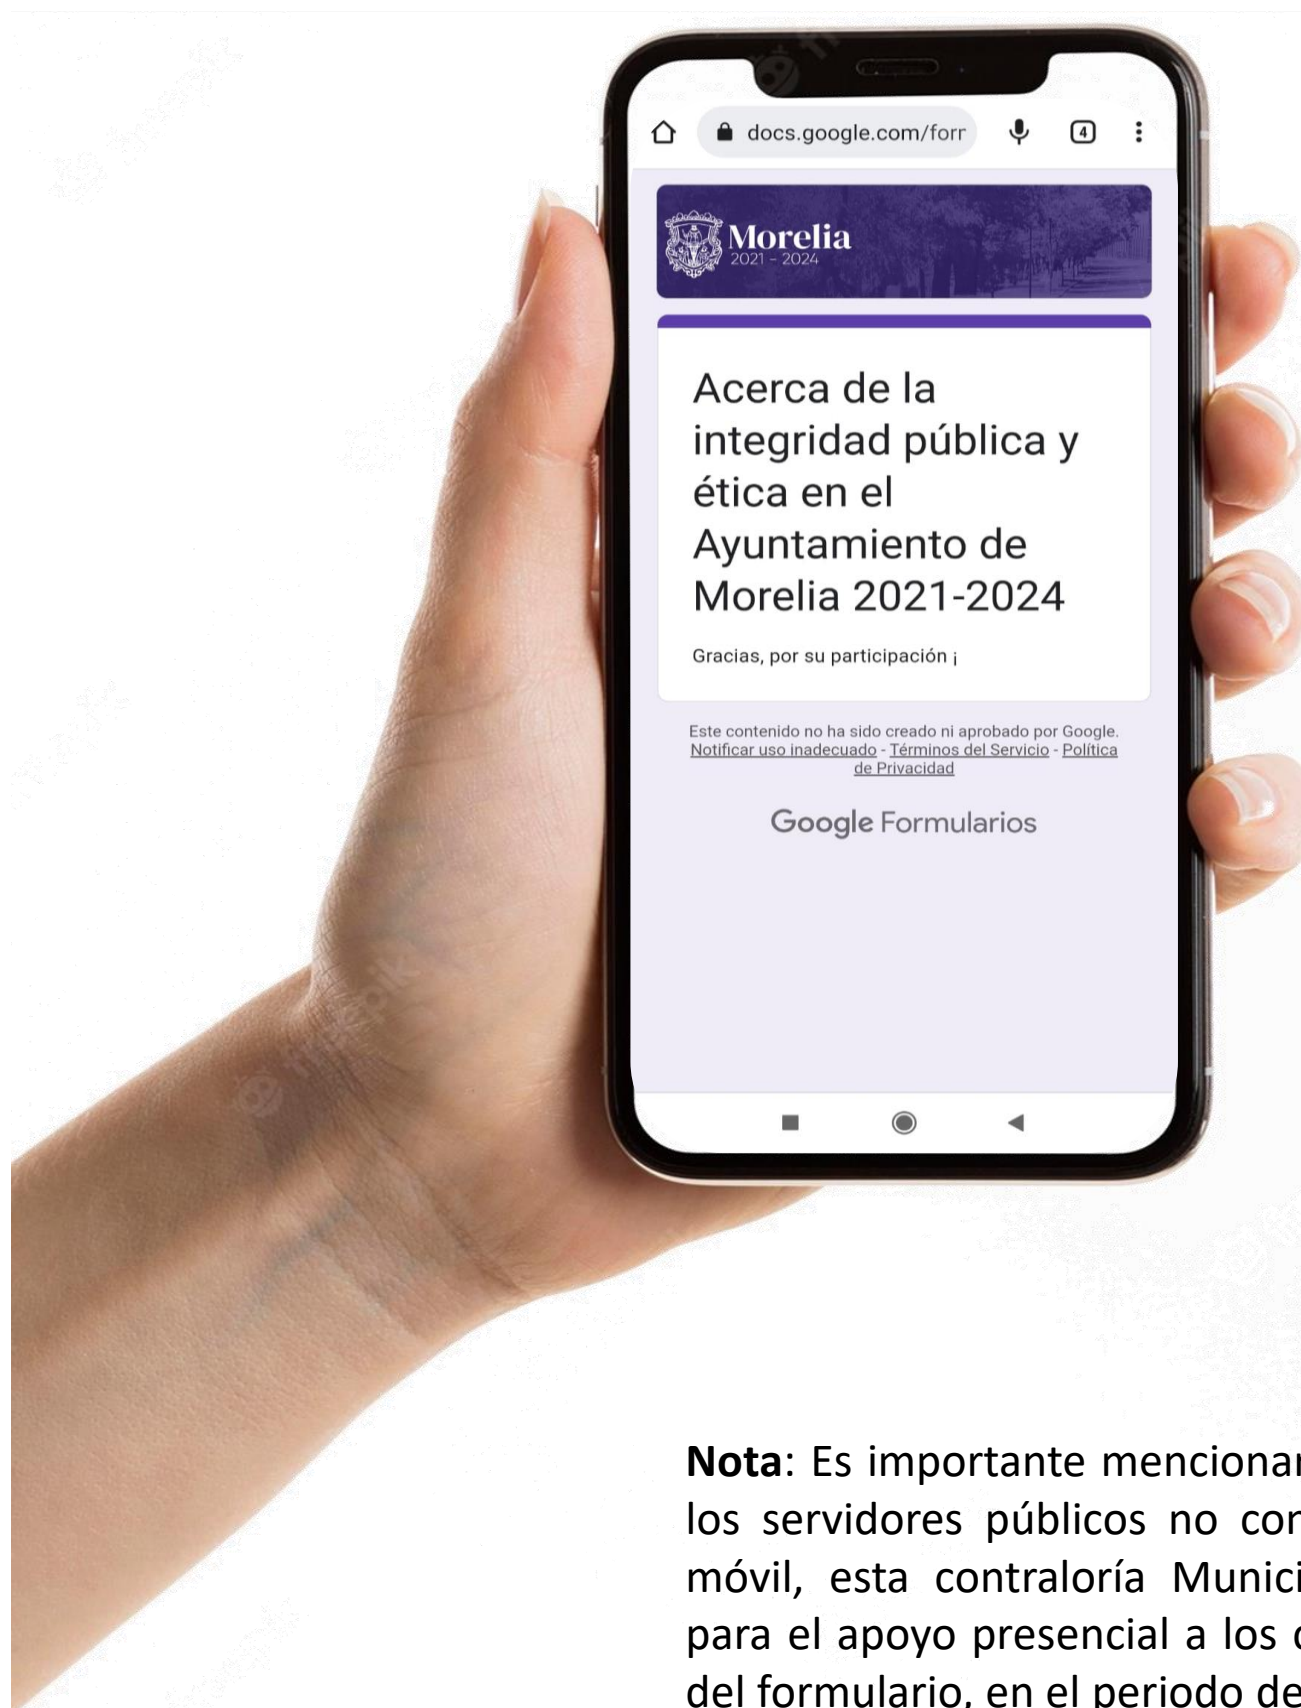 docs.google.com/forr
4
Morelia
2021 - 2024
Acerca de la
integridad pública y
ética en el
Ayuntamiento de
Morelia 2021-2024
Gracias, por su participación ¡
Este contenido no ha sido creado ni aprobado por Google.
Notificar uso inadecuado - Términos del Servicio - Política
de Privacidad
Google Formularios
Nota: Es importante mencionar
los servidores públicos no con
móvil, esta contraloría Munici
para el apoyo presencial a los
del formulario, en el periodo de